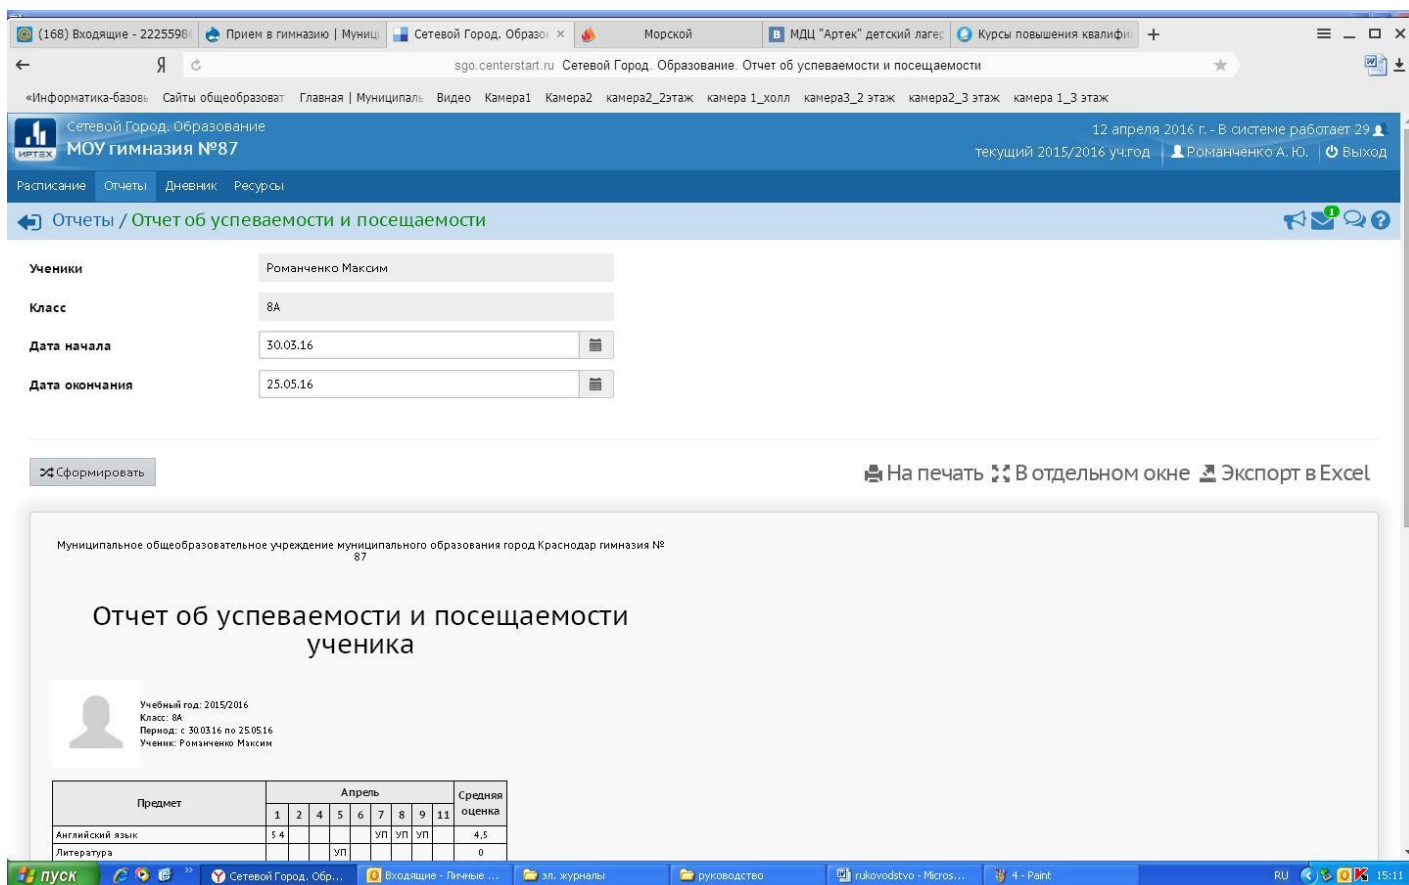 (168) Входящие - 2225598
Прием в гимназию | Муниц
Сетевой Город. Образо ×
Морской
В МДЦ "Артек" детский лаге
Курсы повышения квалифи
+
Я sgo.centerstart.ru Сетевой Город. Образование. Отчет об успеваемости и посещаемости
«Информатика-базов Сайты общеобразоват Главная | Муниципал Видео Камера1 Камера2 камера2_2этаж камера 1_холл камера3_2 этаж камера2_3 этаж камера 1_3 этаж
Сетевой Город. Образование
12 апреля 2016 г. - В системе работает 29
ИРТЕХ
МОУ гимназия №87
текущий 2015/2016 уч.год | Романченко А. Ю. | Выход
Расписание Отчеты Дневник Ресурсы
Отчеты / Отчет об успеваемости и посещаемости
1
?
Ученики Романченко Максим
Класс 8А
Дата начала 30.03.16
Дата окончания 25.05.16
Сформировать
На печать В отдельном окне Экспорт в Excel
Муниципальное общеобразовательное учреждение муниципального образования город Краснодар гимназия №
87
Отчет об успеваемости и посещаемости
ученика
Учебный год: 2015/2016
Класс: 8А
Период: с 30.03.16 по 25.05.16
Ученик: Романченко Максим
Предмет Апрель Средняя оценка
1 2 4 5 6 7 8 9 11
Английский язык 5 4 УП УП УП 4,5
Литература УП 0
пуск
Сетевой Город. Обр...
Входящие - Личные ...
эл. журналы
руководство
rukovodstvo - Micros...
4 - Paint
RU
15:11